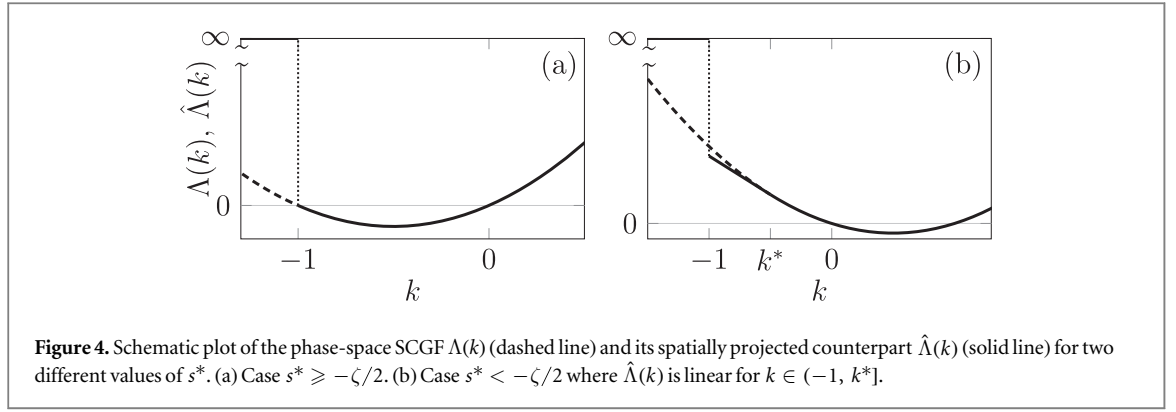 ∞
(a)
Λ(k), Λ̂(k)
0
−1
0
k
∞
(b)
0
−1
k*
0
k
Figure 4. Schematic plot of the phase-space SCGF Λ(k) (dashed line) and its spatially projected counterpart Λ̂(k) (solid line) for two
different values of s*. (a) Case s* ⩾ −ζ/2. (b) Case s* < −ζ/2 where Λ̂(k) is linear for k ∈ (−1, k*].